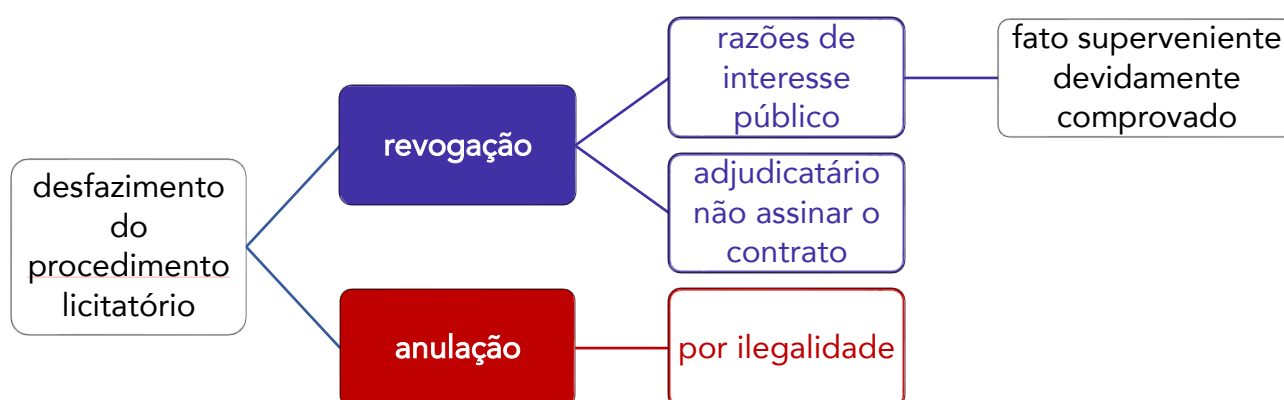 desfazimento
do
procedimento
licitatório
revogação
razões de
interesse
público
fato superveniente
devidamente
comprovado
adjudicatário
não assinar o
contrato
anulação
por ilegalidade